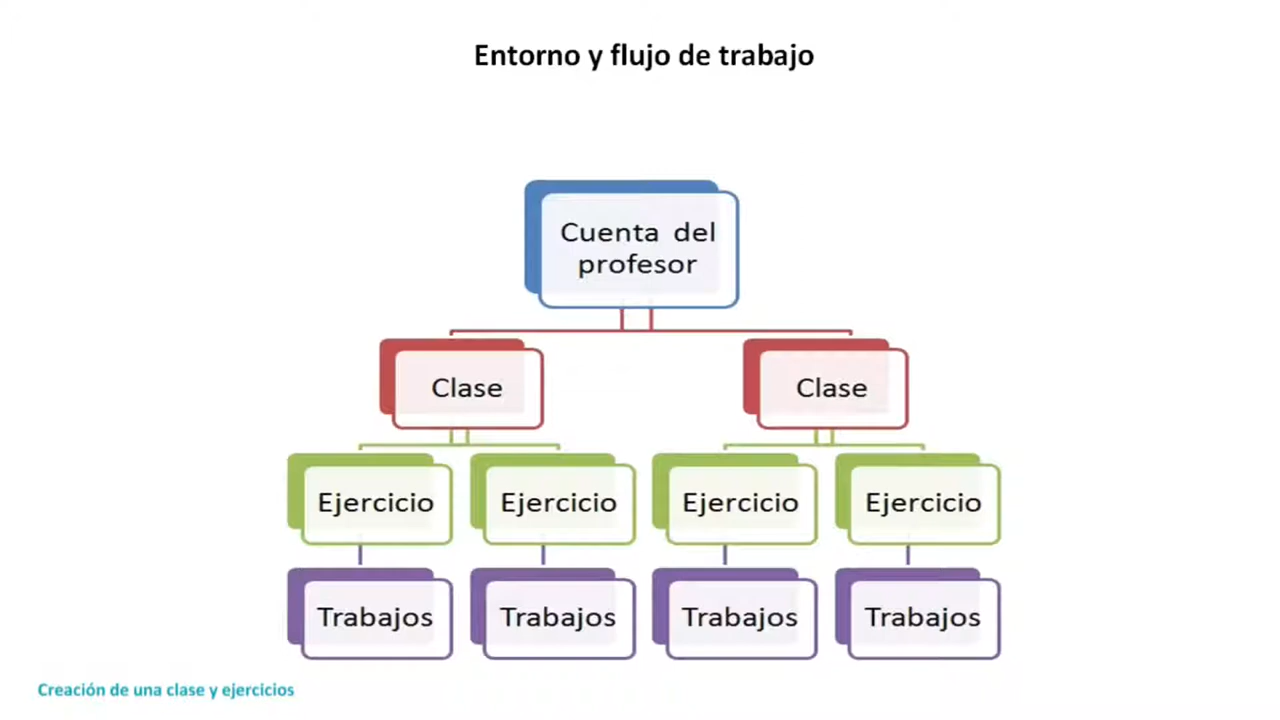 Entorno y flujo de trabajo
Cuenta del
profesor
Clase
Clase
Ejercicio
Ejercicio
Ejercicio
Ejercicio
Trabajos
Trabajos
Trabajos
Trabajos
Creación de una clase y ejercicios